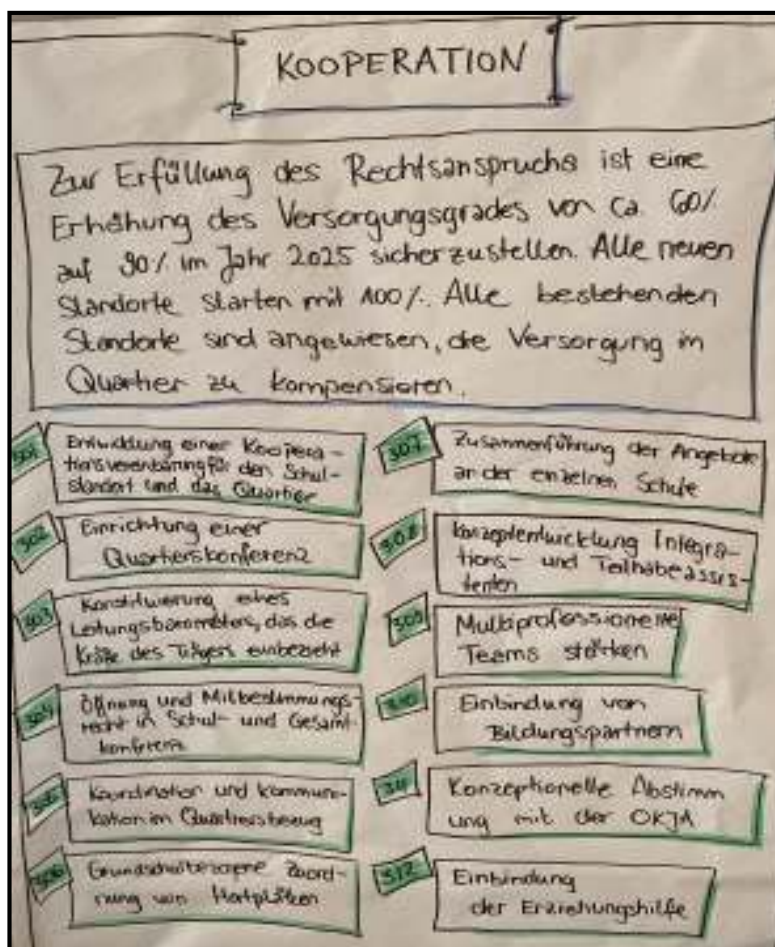 KOOPERATION
Zur Erfüllung des Rechtsanspruchs ist eine
Erhöhung des Versorgungsgrades von ca. 60%
auf 90% im Jahr 2025 sicherzustellen. Alle neuen
Standorte starten mit 100%. Alle bestehenden
Standorte sind angewiesen, die Versorgung im
Quartier zu kompensieren.
301
Entwicklung einer Koopera-
tionsvereinbarung für den Schul-
standort und das Quartier
302
Einrichtung einer
Quartierskonferenz
303
Konstituierung eines
Leitungsbarometers, das die
Kräfte des Trägers einbezieht
304
Öffnung und Mitbestimmungs-
recht in Schul- und Gesamt-
konferenz
305
Koordination und Kommuni-
kation im Quartiersbezug
306
Grundschulbezogene Zuord-
nung von Hortplätzen
307
Zusammenführung der Angebote
an der einzelnen Schule
308
Konzeptentwicklung Integra-
tions- und Teilhabeassis-
tenten
309
Multiprofessionelle
Teams stärken
310
Einbindung von
Bildungspartnern
311
Konzeptionelle Abstimm
ung mit der OKJA
312
Einbindung
der Erziehungshilfe